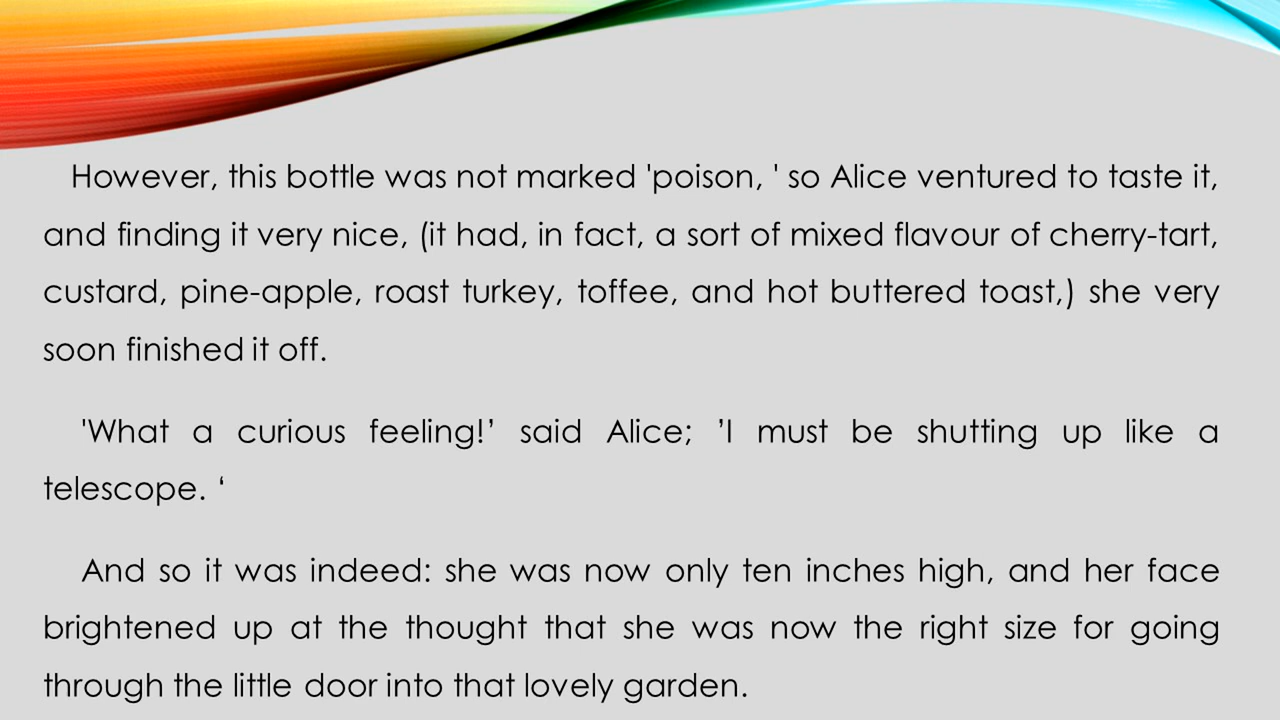 However, this bottle was not marked 'poison, ' so Alice ventured to taste it,
and finding it very nice, (it had, in fact, a sort of mixed flavour of cherry-tart,
custard, pine-apple, roast turkey, toffee, and hot buttered toast,) she very
soon finished it off.
'What a curious feeling!’ said Alice; ’I must be shutting up like a
telescope. ‘
And so it was indeed: she was now only ten inches high, and her face
brightened up at the thought that she was now the right size for going
through the little door into that lovely garden.